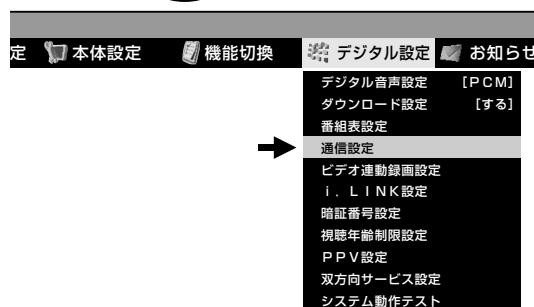 定 本体設定 機能切換 デジタル設定 お知らせ
デジタル音声設定 [PCM]
ダウンロード設定 [する]
番組表設定
通信設定
ビデオ連動録画設定
i．LINK設定
暗証番号設定
視聴年齢制限設定
PPV設定
双方向サービス設定
システム動作テスト